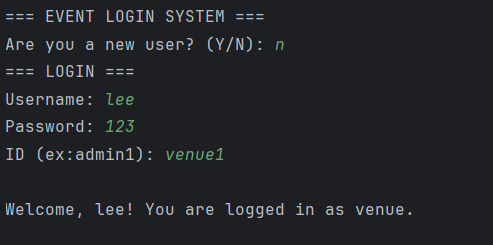 === EVENT LOGIN SYSTEM ===
Are you a new user? (Y/N): n
=== LOGIN ===
Username: lee
Password: 123
ID (ex:admin1): venue1
Welcome, lee! You are logged in as venue.